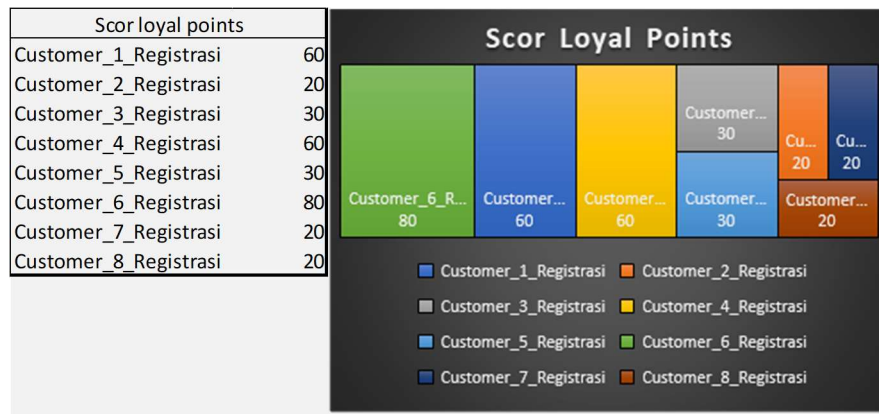 Scor loyal points
Customer_1_Registrasi 60
Customer_2_Registrasi 20
Customer_3_Registrasi 30
Customer_4_Registrasi 60
Customer_5_Registrasi 30
Customer_6_Registrasi 80
Customer_7_Registrasi 20
Customer_8_Registrasi 20
Scor Loyal Points
Customer_6_R...
80
Customer...
60
Customer...
60
Customer...
30
Customer...
30
Cu...
20
Cu...
20
Customer...
20
Customer_1_Registrasi Customer_2_Registrasi
Customer_3_Registrasi Customer_4_Registrasi
Customer_5_Registrasi Customer_6_Registrasi
Customer_7_Registrasi Customer_8_Registrasi